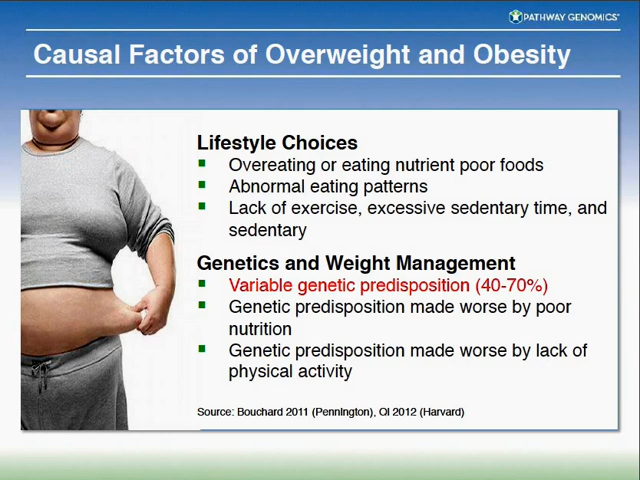 PATHWAY GENOMICS
Causal Factors of Overweight and Obesity
Lifestyle Choices
Overeating or eating nutrient poor foods
Abnormal eating patterns
Lack of exercise, excessive sedentary time, and
sedentary
Genetics and Weight Management
Variable genetic predisposition (40-70%)
Genetic predisposition made worse by poor
nutrition
Genetic predisposition made worse by lack of
physical activity
Source: Bouchard 2011 (Pennington), QI 2012 (Harvard)